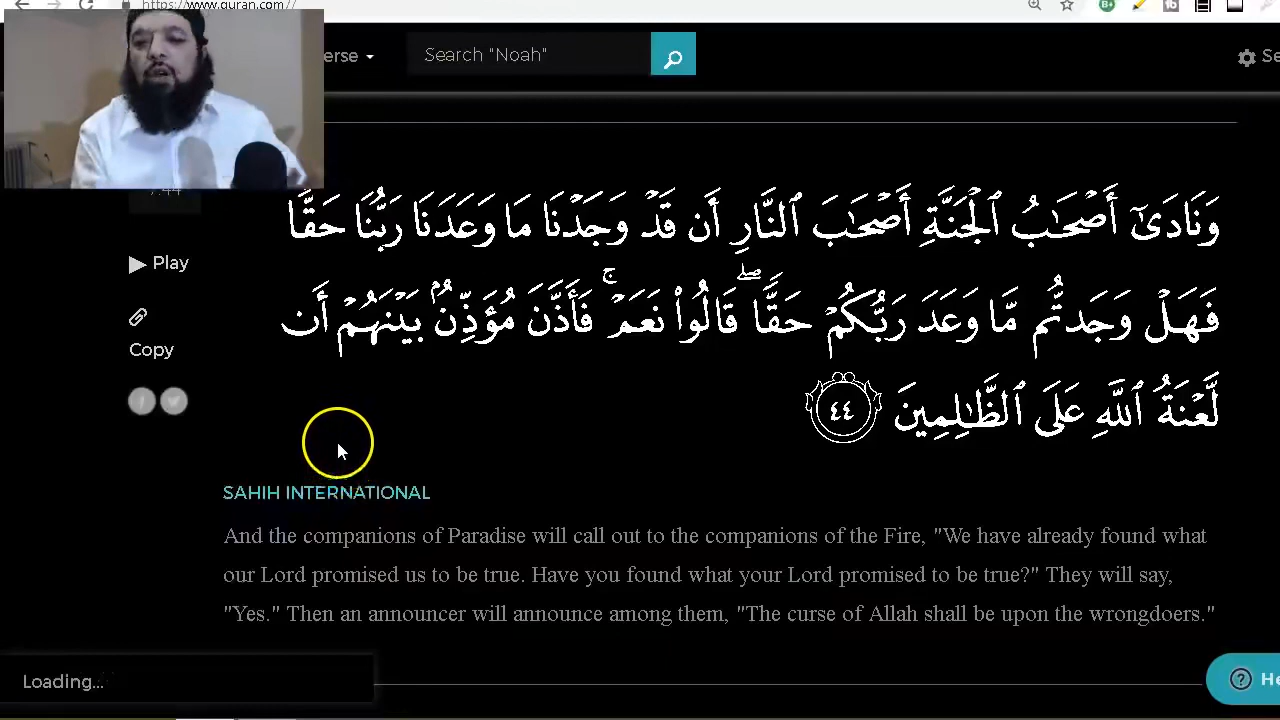 https://www.quran.com//
erse
Search "Noah"
Se
7:44
وَنَادَىٰٓ أَصْحَـٰبُ ٱلْجَنَّةِ أَصْحَـٰبَ ٱلنَّارِ أَن قَدْ وَجَدْنَا مَا وَعَدَنَا رَبُّنَا حَقًّا
فَهَلْ وَجَدتُّم مَّا وَعَدَ رَبُّكُمْ حَقًّا ۖ قَالُوا۟ نَعَمْ ۚ فَأَذَّنَ مُؤَذِّنٌۢ بَيْنَهُمْ أَن
لَّعْنَةُ ٱللَّهِ عَلَى ٱلظَّـٰلِمِينَ ٤٤
Play
Copy
SAHIH INTERNATIONAL
And the companions of Paradise will call out to the companions of the Fire, "We have already found what
our Lord promised us to be true. Have you found what your Lord promised to be true?" They will say,
"Yes." Then an announcer will announce among them, "The curse of Allah shall be upon the wrongdoers."
Loading...
He